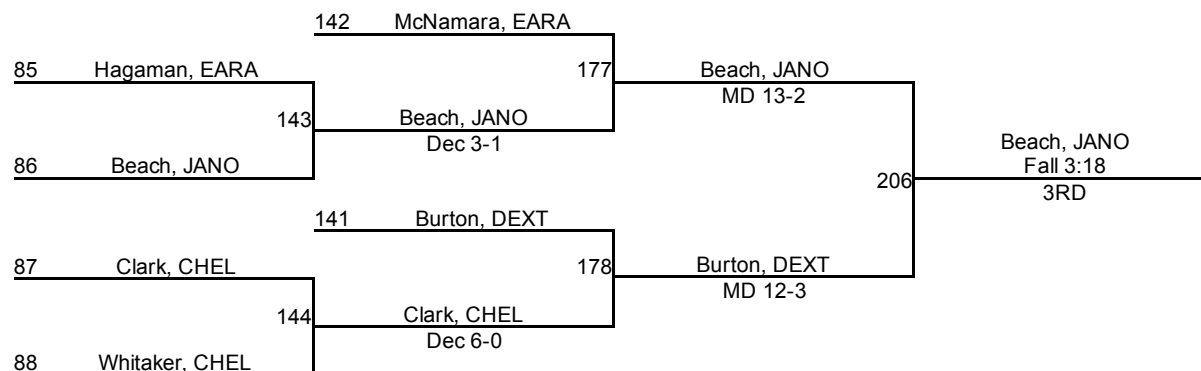 142 McNamara, EARA
85 Hagaman, EARA
177
Beach, JANO
MD 13-2
143
Beach, JANO
Dec 3-1
Beach, JANO
Fall 3:18
86 Beach, JANO
206
3RD
141 Burton, DEXT
87 Clark, CHEL
178
Burton, DEXT
MD 12-3
144
Clark, CHEL
Dec 6-0
88 Whitaker, CHEL